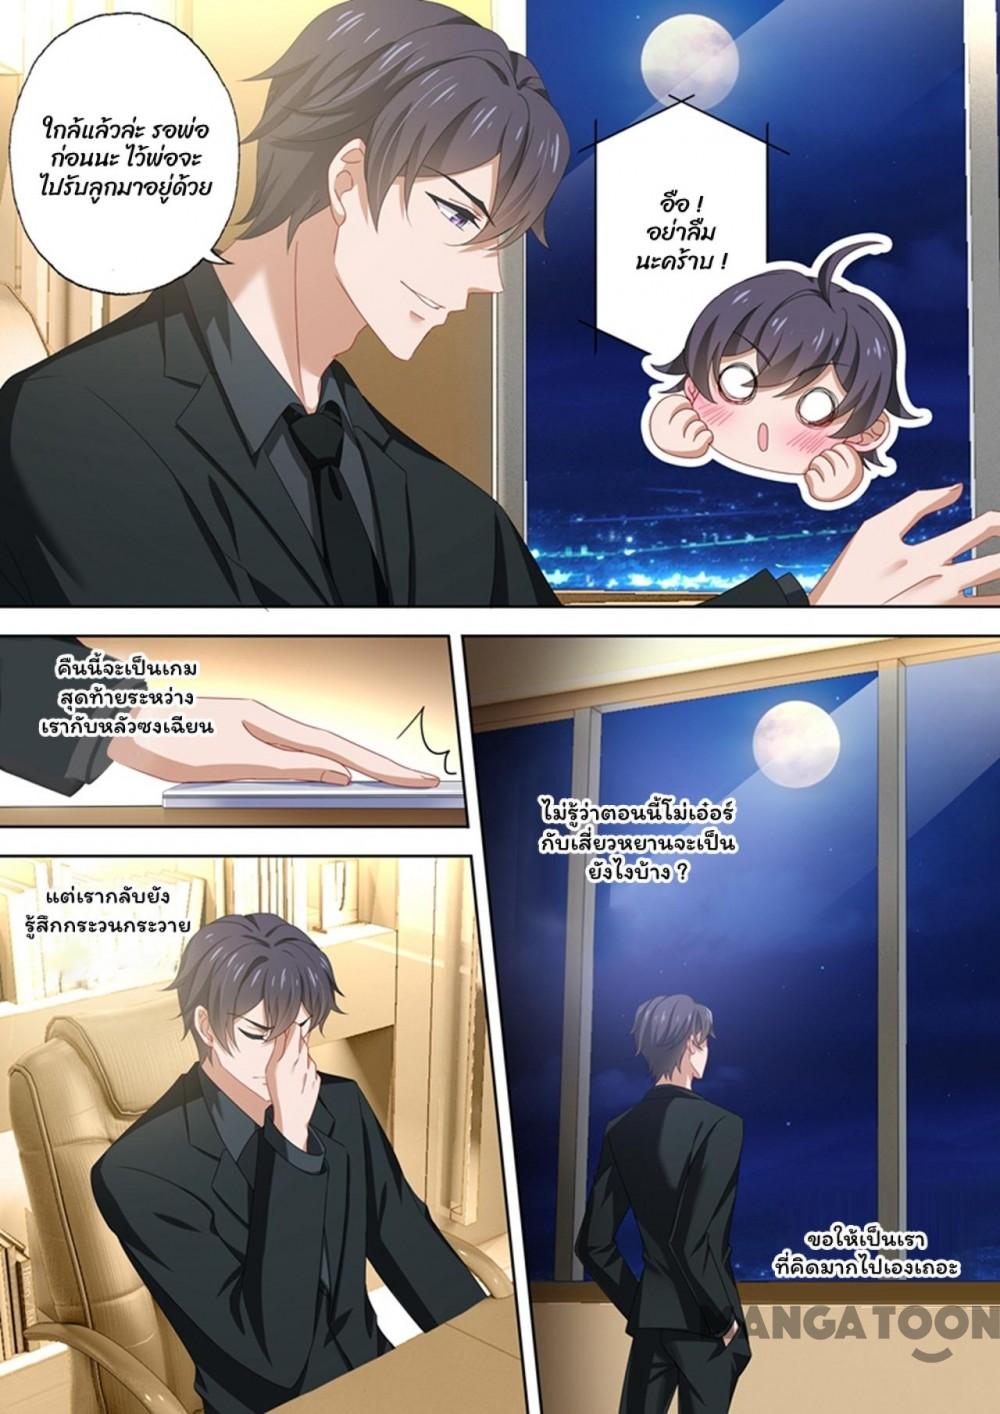 ใกล้แล้วล่ะ รอพ่อ
ก่อนนะ ไว้พ่อจะ
ไปรับลูกมาอยู่ด้วย
อือ !
อย่าลืม
นะคร้าบ !
คืนนี้จะเป็นเกม
สุดท้ายระหว่าง
เรากับหลัวซงเฉียน
แต่เรากลับยัง
รู้สึกกระวนกระวาย
ไม่รู้ว่าตอนนี้โม่เอ๋อร์
กับเสี่ยวหยานจะเป็น
ยังไงบ้าง ?
ขอให้เป็นเรา
ที่คิดมากไปเองเถอะ
MANGATOON